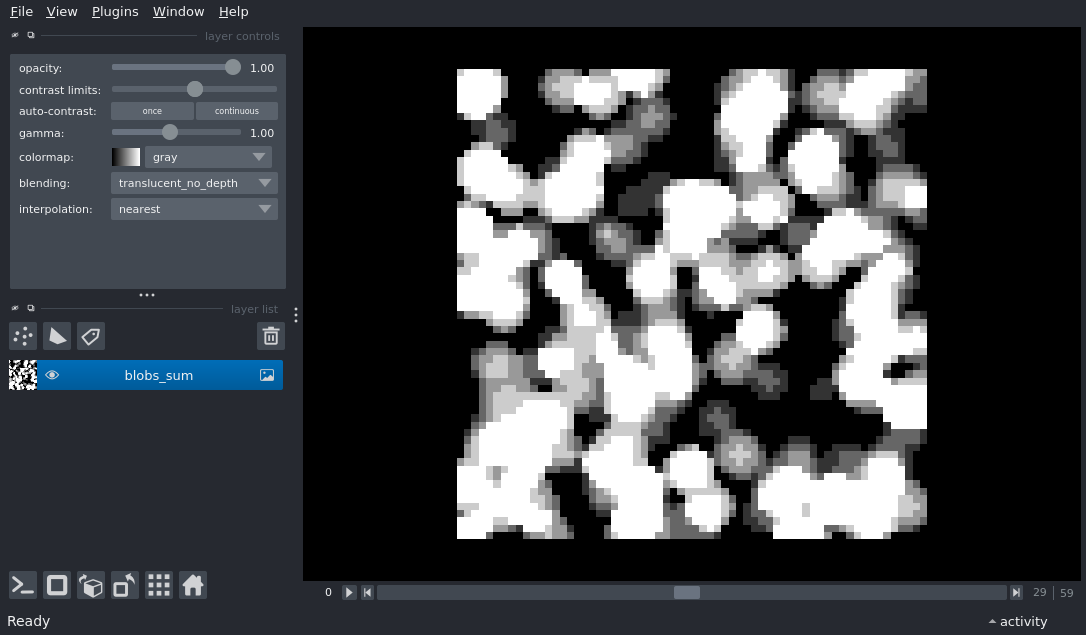 File View Plugins Window Help
layer controls
opacity: 1.00
contrast limits:
auto-contrast: once continuous
gamma: 1.00
colormap: gray
blending: translucent_no_depth
interpolation: nearest
layer list
blobs_sum
0 29 59
Ready activity